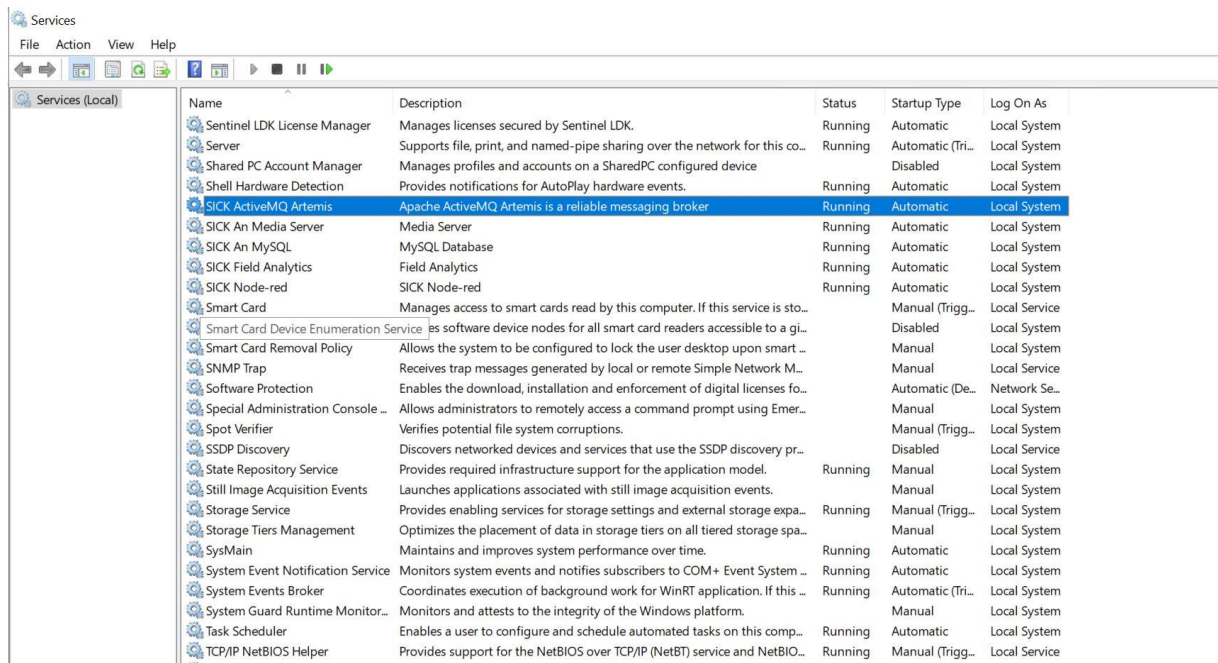 Services
File Action View Help
Services (Local)
Name Description Status Startup Type Log On As
Sentinel LDK License Manager Manages licenses secured by Sentinel LDK. Running Automatic Local System
Server Supports file, print, and named-pipe sharing over the network for this co... Running Automatic (Tri... Local System
Shared PC Account Manager Manages profiles and accounts on a SharedPC configured device Disabled Local System
Shell Hardware Detection Provides notifications for AutoPlay hardware events. Running Automatic Local System
SICK ActiveMQ Artemis Apache ActiveMQ Artemis is a reliable messaging broker Running Automatic Local System
SICK An Media Server Media Server Running Automatic Local System
SICK An MySQL MySQL Database Running Automatic Local System
SICK Field Analytics Field Analytics Running Automatic Local System
SICK Node-red SICK Node-red Running Automatic Local System
Smart Card Manages access to smart cards read by this computer. If this service is sto... Manual (Trigg... Local Service
Smart Card Device Enumeration Service es software device nodes for all smart card readers accessible to a gi... Disabled Local System
Smart Card Removal Policy Allows the system to be configured to lock the user desktop upon smart ... Manual Local System
SNMP Trap Receives trap messages generated by local or remote Simple Network M... Manual Local Service
Software Protection Enables the download, installation and enforcement of digital licenses fo... Automatic (De... Network Se...
Special Administration Console ... Allows administrators to remotely access a command prompt using Emer... Manual Local System
Spot Verifier Verifies potential file system corruptions. Manual (Trigg... Local System
SSDP Discovery Discovers networked devices and services that use the SSDP discovery pr... Disabled Local Service
State Repository Service Provides required infrastructure support for the application model. Running Manual Local System
Still Image Acquisition Events Launches applications associated with still image acquisition events. Manual Local System
Storage Service Provides enabling services for storage settings and external storage expa... Running Manual (Trigg... Local System
Storage Tiers Management Optimizes the placement of data in storage tiers on all tiered storage spa... Manual Local System
SysMain Maintains and improves system performance over time. Running Automatic Local System
System Event Notification Service Monitors system events and notifies subscribers to COM+ Event System ... Running Automatic Local System
System Events Broker Coordinates execution of background work for WinRT application. If this ... Running Automatic (Tri... Local System
System Guard Runtime Monitor... Monitors and attests to the integrity of the Windows platform. Manual Local System
Task Scheduler Enables a user to configure and schedule automated tasks on this comp... Running Automatic Local System
TCP/IP NetBIOS Helper Provides support for the NetBIOS over TCP/IP (NetBT) service and NetBIO... Running Manual (Trigg... Local Service